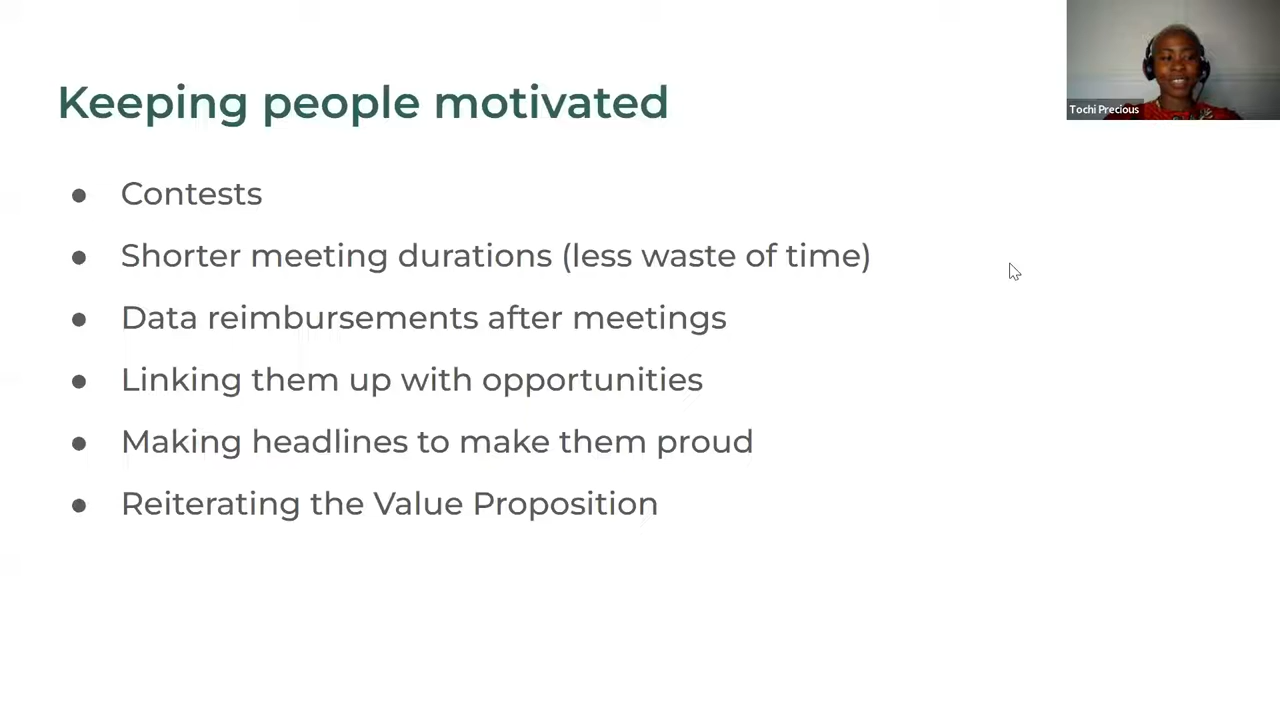 Keeping people motivated
Tochi Precious
● Contests
● Shorter meeting durations (less waste of time)
● Data reimbursements after meetings
● Linking them up with opportunities
● Making headlines to make them proud
● Reiterating the Value Proposition